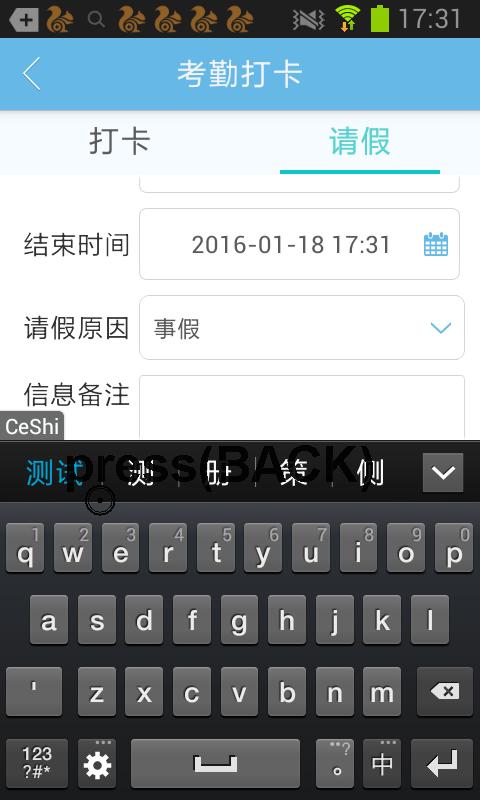 17:31
考勤打卡
打卡 请假
结束时间 2016-01-18 17:31
请假原因 事假
信息备注
CeShi
测试 测 册 策 侧
press(BACK)
1 2 3 4 5 6 7 8 9 0
q w e r t y u i o p
a s d f g h j k l
' z x c v b n m
123 ?#* 。 ,,? 中